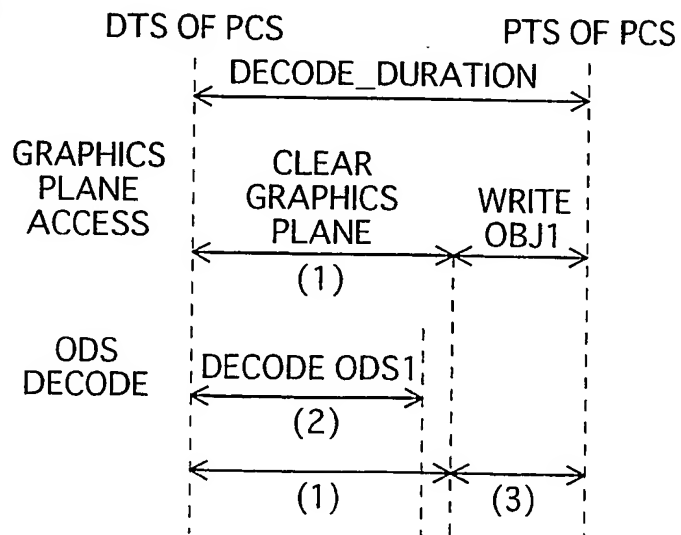 DTS OF PCS
PTS OF PCS
DECODE_DURATION
GRAPHICS
PLANE
ACCESS
CLEAR
GRAPHICS
PLANE
WRITE
OBJ1
(1)
ODS
DECODE
DECODE ODS1
(2)
(1)
(3)